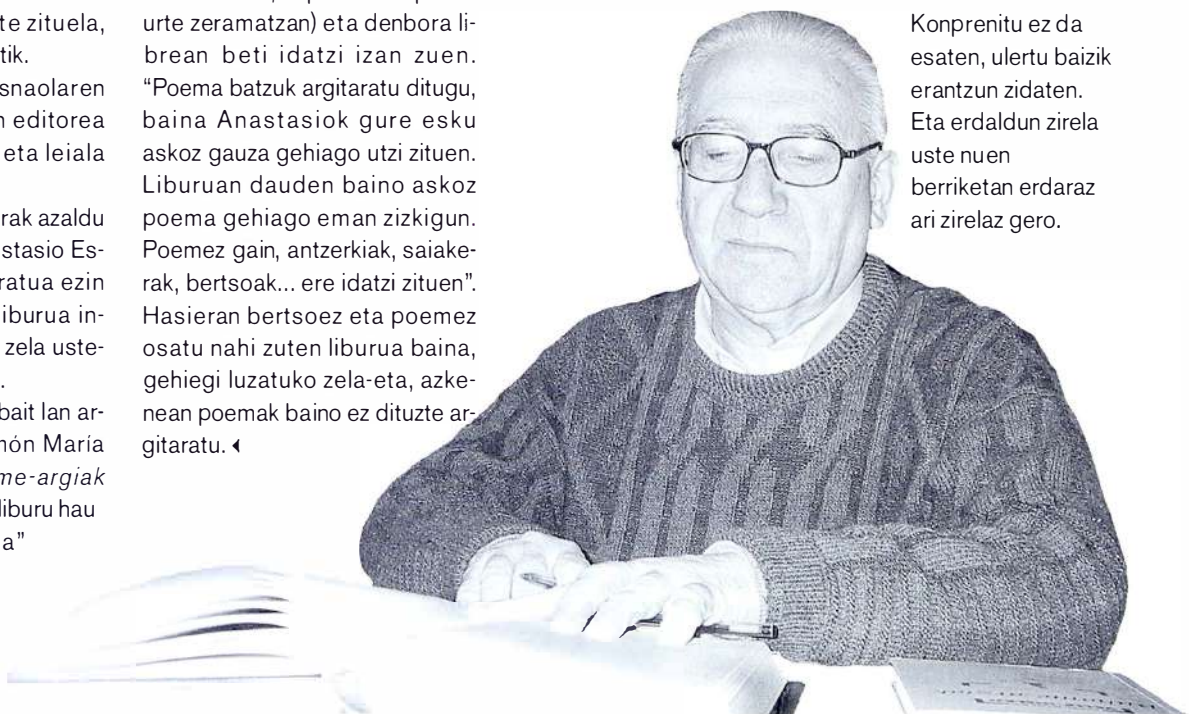 te zituela,
tik.
snaolaren
n editorea
eta leiala
rak azaldu
stasio Es-
ratua ezin
liburua in-
zela uste-
.
bait lan ar-
món María
me-argiak
liburu hau
a”
urte zeramatzan) eta denbora li-
brean beti idatzi izan zuen.
“Poema batzuk argitaratu ditugu,
baina Anastasiok gure esku
askoz gauza gehiago utzi zituen.
Liburuan dauden baino askoz
poema gehiago eman zizkigun.
Poemez gain, antzerkiak, saiake-
rak, bertsoak... ere idatzi zituen”.
Hasieran bertsoez eta poemez
osatu nahi zuten liburua baina,
gehiegi luzatuko zela-eta, azke-
nean poemak baino ez dituzte ar-
gitaratu.
Konprenitu ez da
esaten, ulertu baizik
erantzun zidaten.
Eta erdaldun zirela
uste nuen
berriketan erdaraz
ari zirelaz gero.